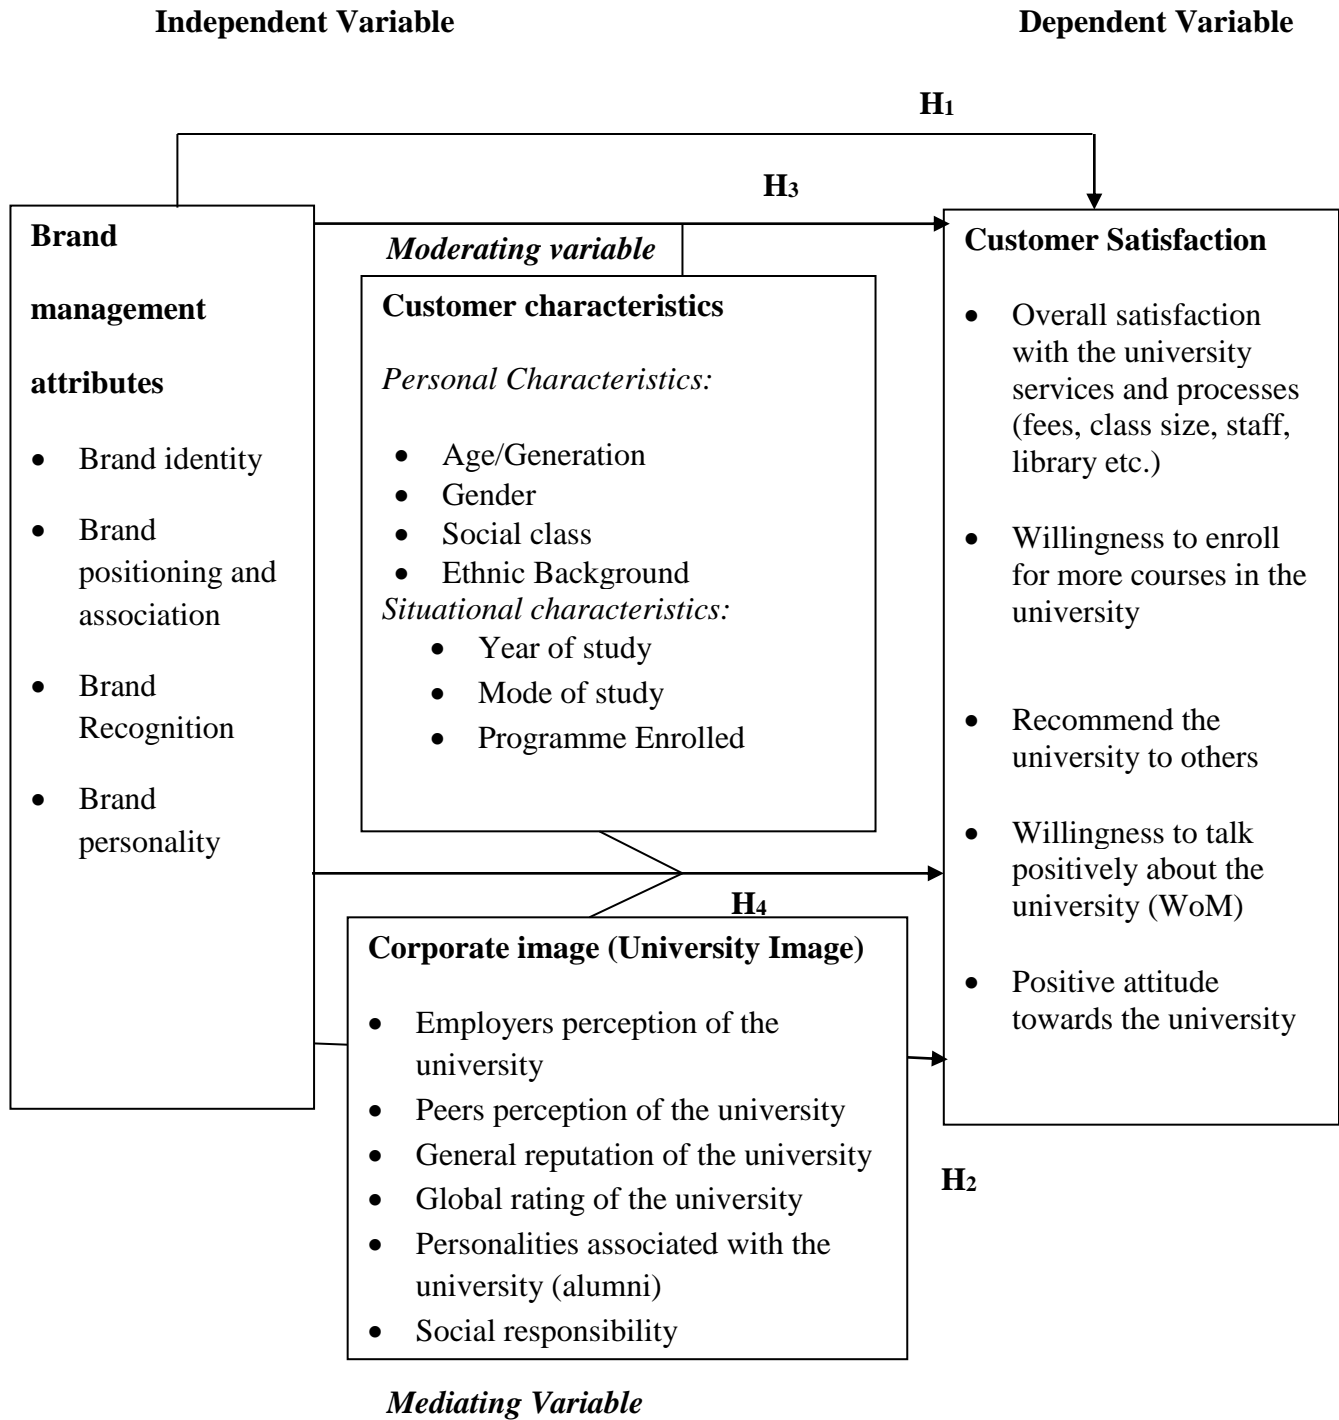 Independent Variable
Dependent Variable
H1
H3
Brand
management
attributes
• Brand identity
• Brand
positioning and
association
• Brand
Recognition
• Brand
personality
Moderating variable
Customer characteristics
Personal Characteristics:
• Age/Generation
• Gender
• Social class
• Ethnic Background
Situational characteristics:
• Year of study
• Mode of study
• Programme Enrolled
H4
Corporate image (University Image)
• Employers perception of the
university
• Peers perception of the university
• General reputation of the university
• Global rating of the university
• Personalities associated with the
university (alumni)
• Social responsibility
Mediating Variable
Customer Satisfaction
• Overall satisfaction
with the university
services and processes
(fees, class size, staff,
library etc.)
• Willingness to enroll
for more courses in the
university
• Recommend the
university to others
• Willingness to talk
positively about the
university (WoM)
• Positive attitude
towards the university
H2